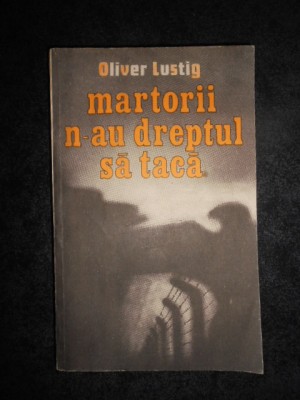 Oliver Lustig
martorii
n-au dreptul
să tacă